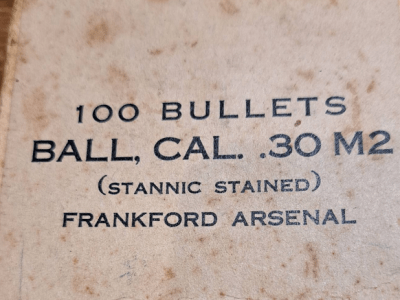 100 BULLETS
BALL, CAL. .30 M2
(STANNIC STAINED)
FRANKFORD ARSENAL